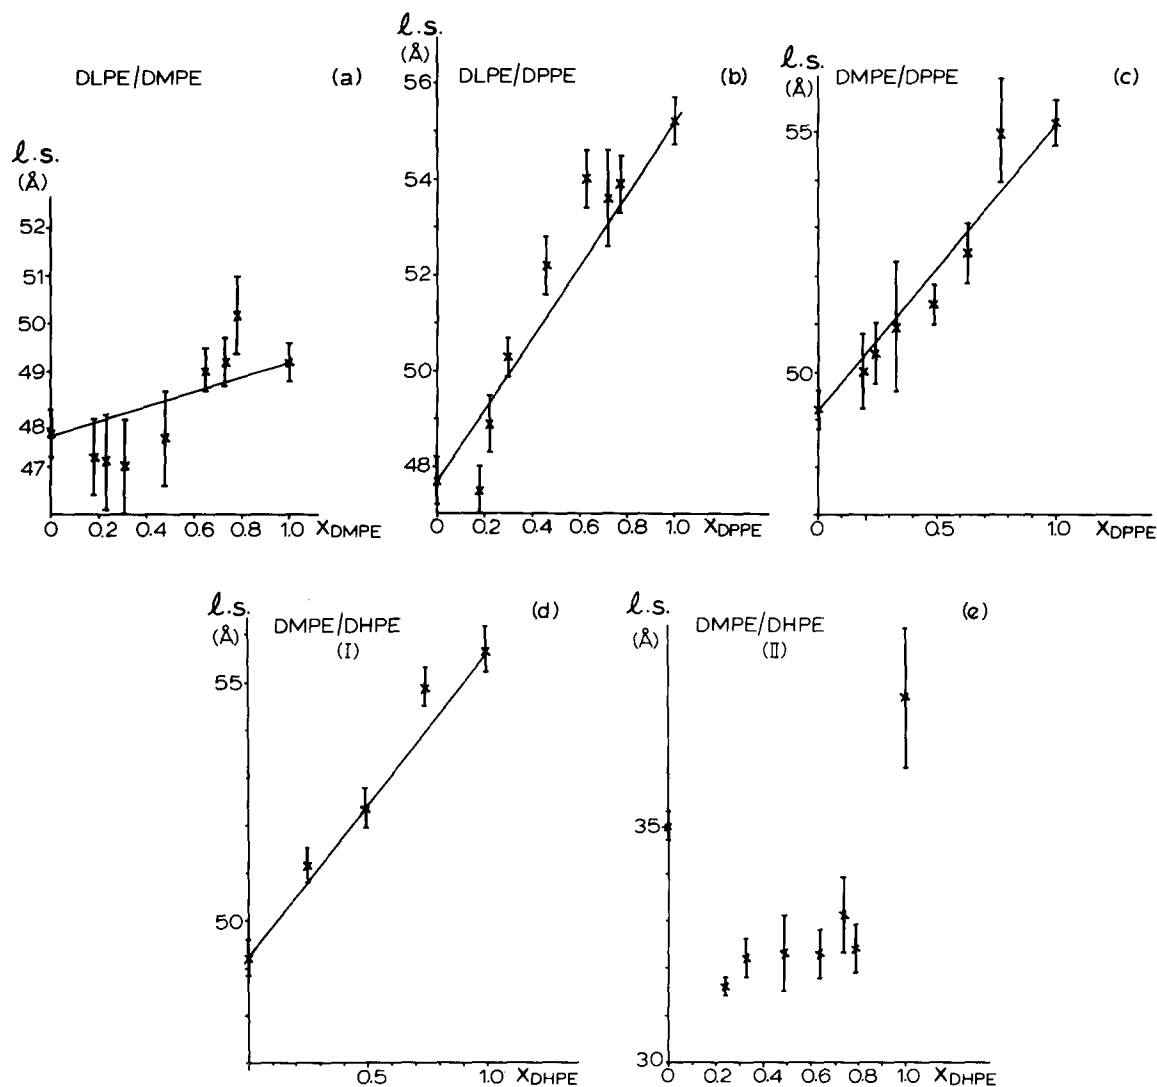 DLPE/DMPE (a)
ℓ.s.
(Å)
52
51
50
49
48
47
0 0.2 0.4 0.6 0.8 1.0 XDMPE
ℓ.s.
(Å)
DLPE/DPPE (b)
56
54
52
50
48
0 0.2 0.4 0.6 0.8 1.0 XDPPE
ℓ.s.
(Å)
DMPE/DPPE (c)
55
50
0 0.5 1.0 XDPPE
ℓ.s.
(Å)
DMPE/DHPE (d)
(I)
55
50
0.5 1.0 XDHPE
ℓ.s.
(Å)
DMPE/DHPE (e)
(II)
35
30
0 0.2 0.4 0.6 0.8 1.0 XDHPE